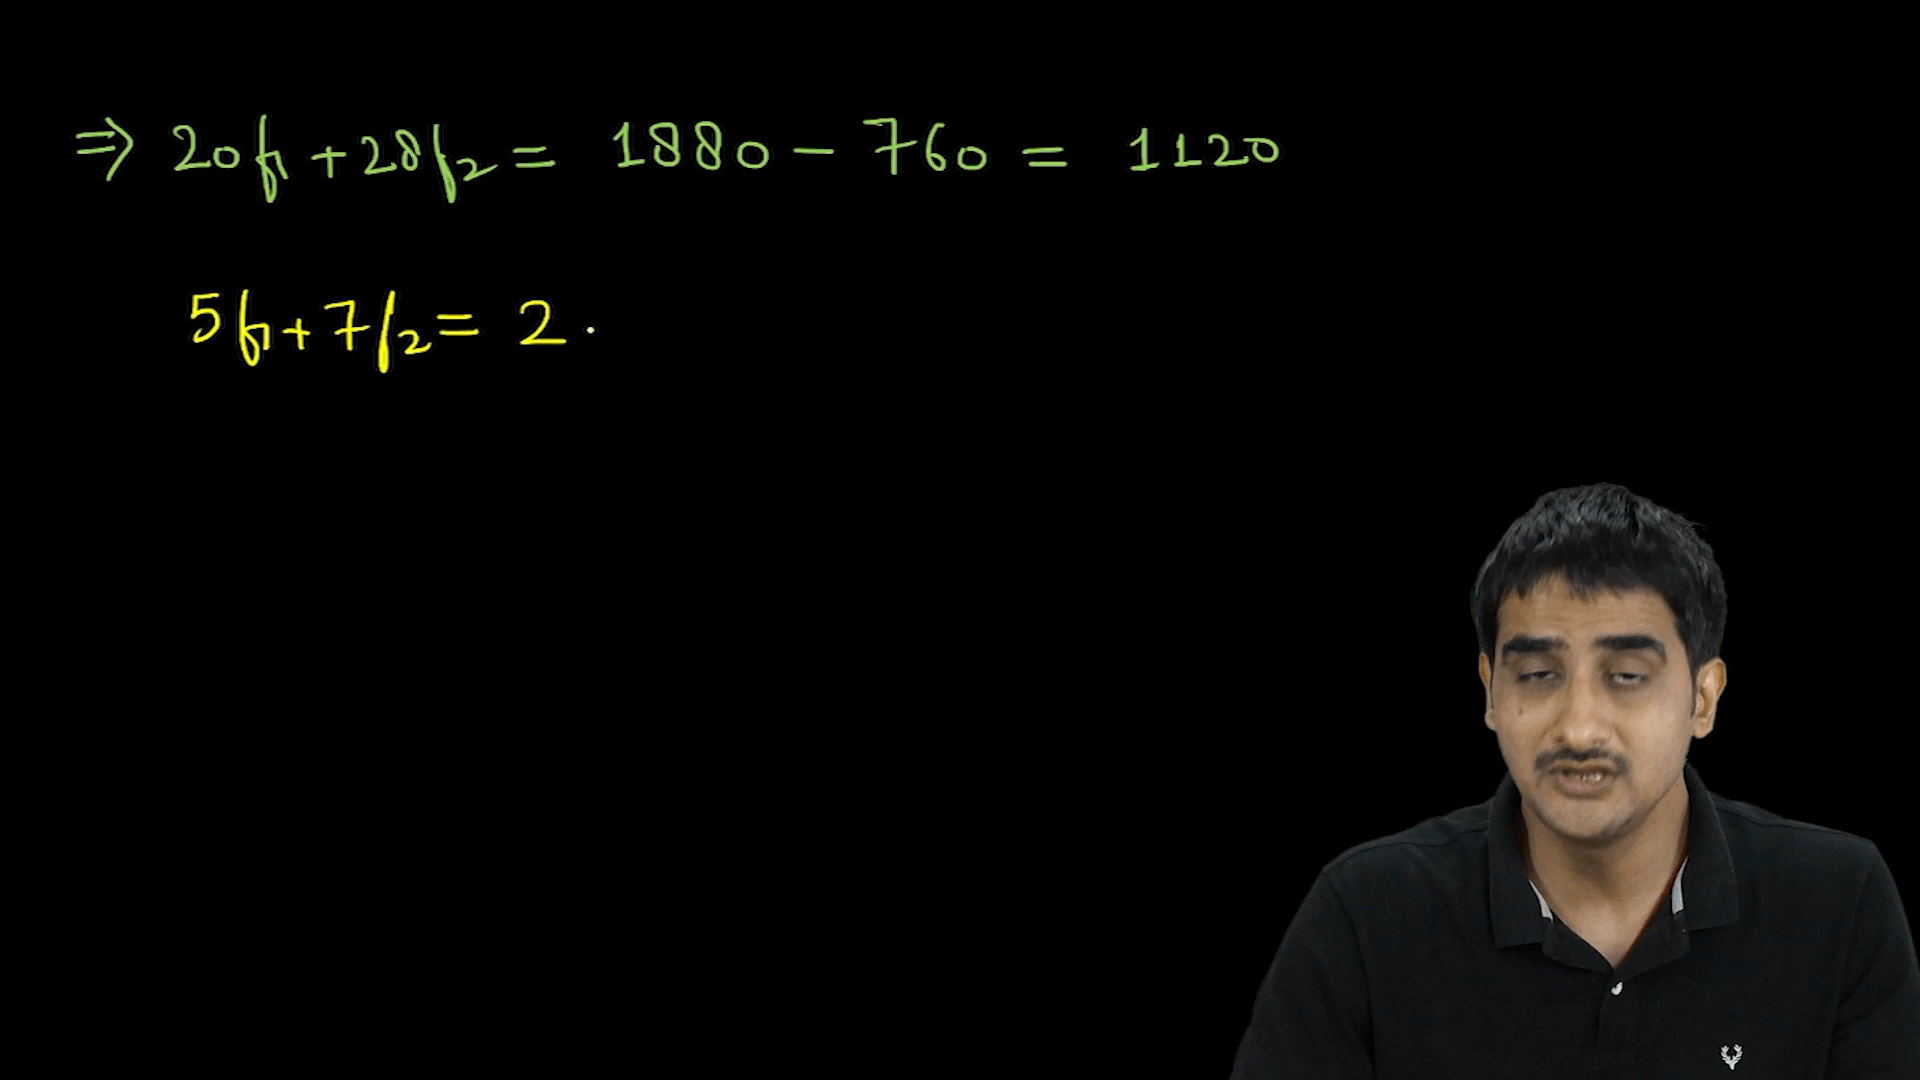 ⇒ 20f₁ + 28f₂ = 1880 - 760 = 1120
5f₁ + 7f₂ = 2